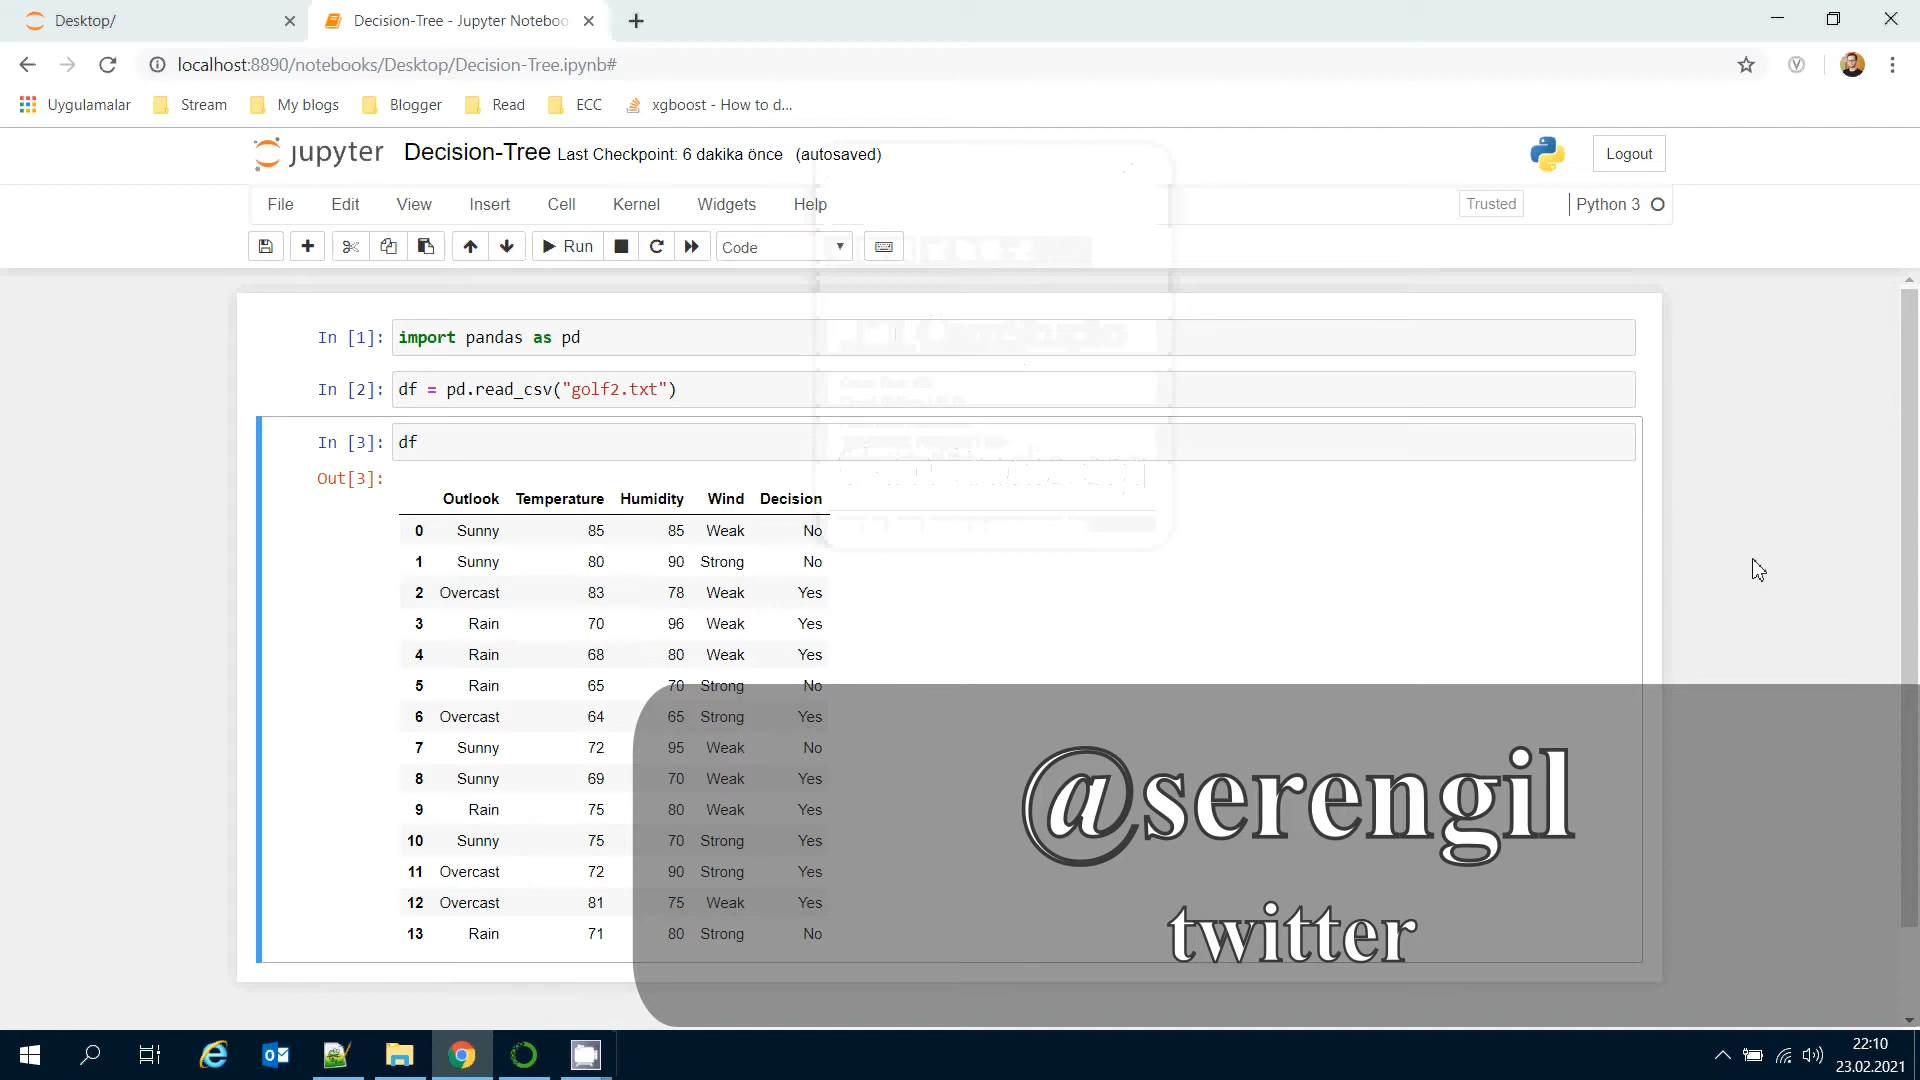 Desktop/
Decision-Tree - Jupyter Noteboo
localhost:8890/notebooks/Desktop/Decision-Tree.ipynb#
Uygulamalar Stream My blogs Blogger Read ECC xgboost - How to d...
jupyter Decision-Tree Last Checkpoint: 6 dakika önce (autosaved)
Logout
File Edit View Insert Cell Kernel Widgets Help
Trusted Python 3
Run Code
In [1]: import pandas as pd
In [2]: df = pd.read_csv("golf2.txt")
In [3]: df
Out[3]:
Outlook Temperature Humidity Wind Decision
0 Sunny 85 85 Weak No
1 Sunny 80 90 Strong No
2 Overcast 83 78 Weak Yes
3 Rain 70 96 Weak Yes
4 Rain 68 80 Weak Yes
5 Rain 65 70 Strong No
6 Overcast 64 65 Strong Yes
7 Sunny 72 95 Weak No
8 Sunny 69 70 Weak Yes
9 Rain 75 80 Weak Yes
10 Sunny 75 70 Strong Yes
11 Overcast 72 90 Strong Yes
12 Overcast 81 75 Weak Yes
13 Rain 71 80 Strong No
@serengil
twitter
22:10
23.02.2021